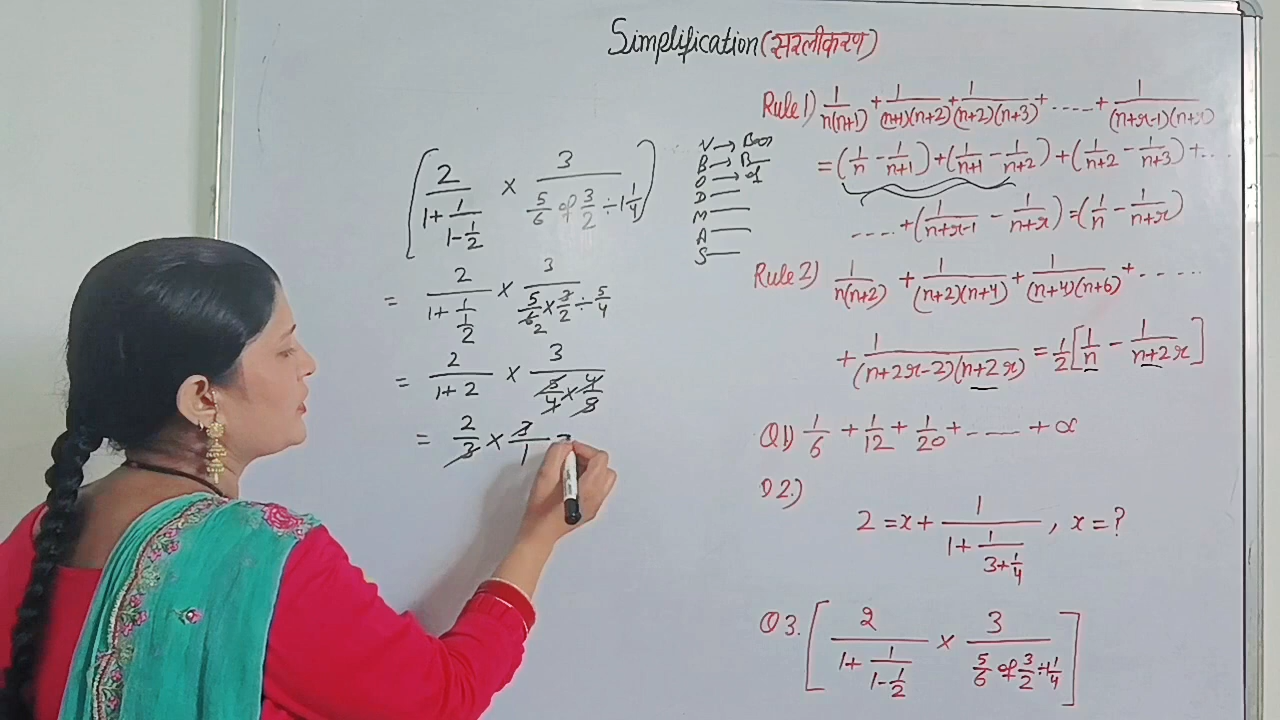 Simplification (सरलीकरण)
[2/(1+1/(1-1/2)) × 3/(5/6 of 3/2 ÷ 1 1/4)]
= 2/(1+1/(1/2)) × 3/(5/6 × 3/2 ÷ 5/4)
2
= 2/(1+2) × 3/(5/4 × 4/5)
= 2/3 × 3/1 =
V →
B → B
O → of
D —
M —
A —
S —
Rule 1) 1/n(n+1) + 1/(n+1)(n+2) + 1/(n+2)(n+3) + ..... + 1/(n+x-1)(n+x)
= (1/n - 1/n+1) + (1/n+1 - 1/n+2) + (1/n+2 - 1/n+3) + ...
.... + (1/n+x-1 - 1/n+x) = (1/n - 1/n+x)
Rule 2) 1/n(n+2) + 1/(n+2)(n+4) + 1/(n+4)(n+6) + - ....
+ 1/(n+2x-2)(n+2x) = 1/2 [1/n - 1/n+2x]
Q1) 1/6 + 1/12 + 1/20 + ---- + ∝
Q2.)
2 = x + 1/(1+1/(3+1/4)), x = ?
Q3. [2/(1+1/(1-1/2)) × 3/(5/6 of 3/2 ÷ 1 1/4)]